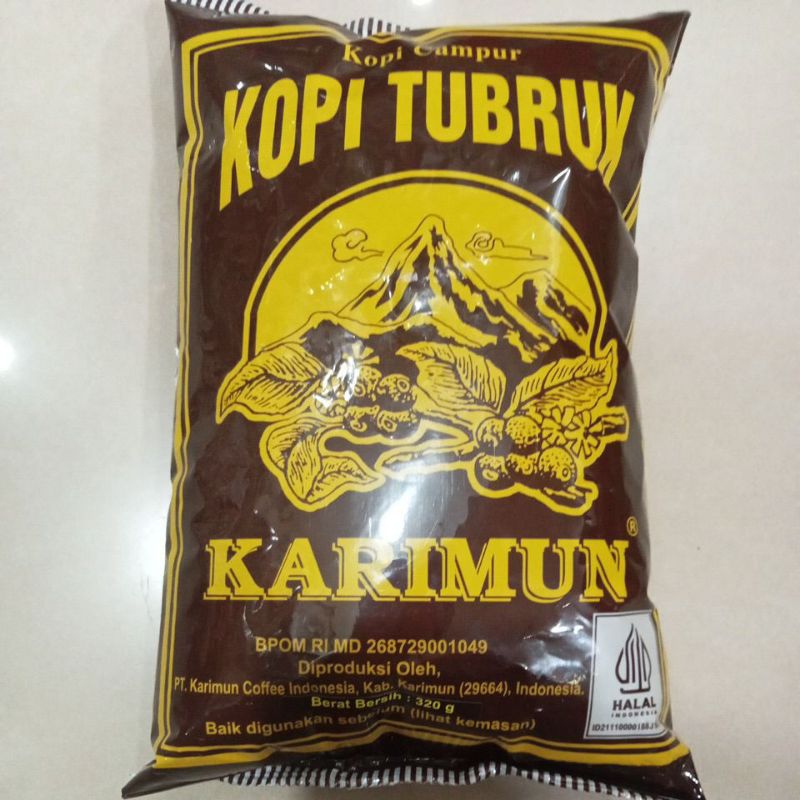 Kopi Campur
KOPI TUBRUK
KARIMUN
®
BPOM RI MD 268729001049
Diproduksi Oleh,
PT. Karimun Coffee Indonesia, Kab. Karimun (29664), Indonesia.
Berat Bersih : 320 g
Baik digunakan sebelum (lihat kemasan)
HALAL
INDONESIA